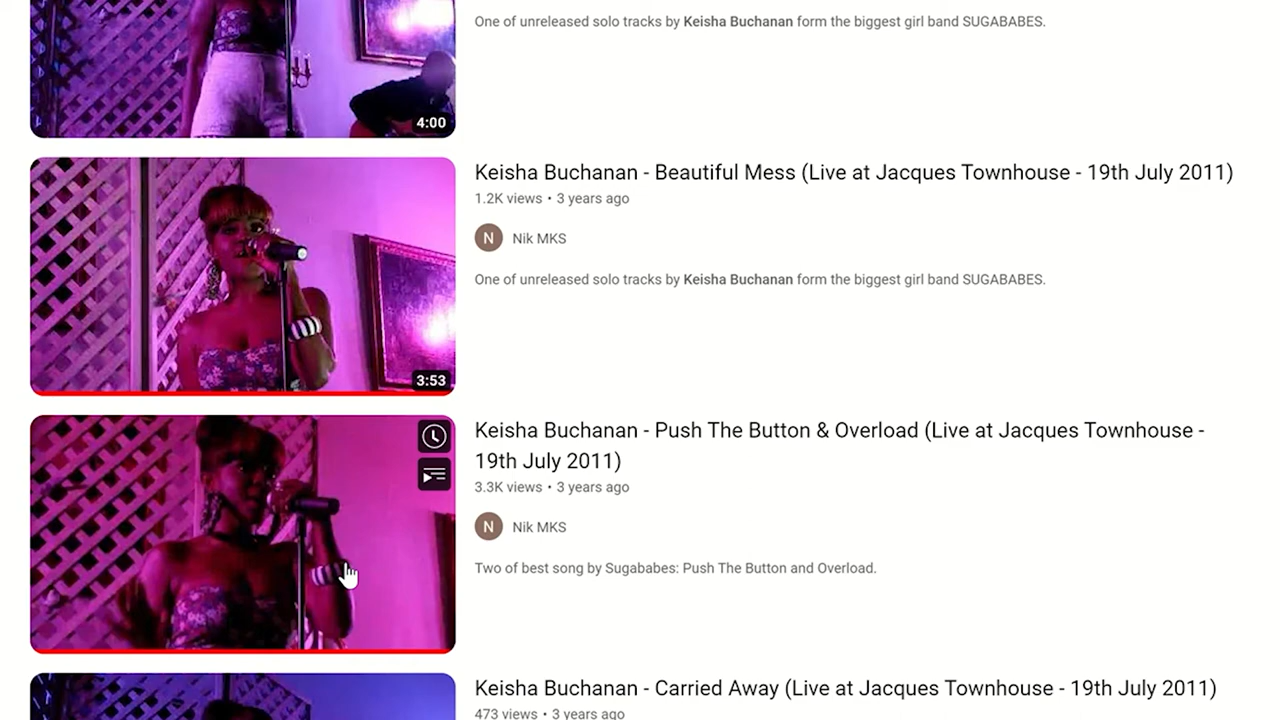 One of unreleased solo tracks by Keisha Buchanan form the biggest girl band SUGABABES.
4:00
Keisha Buchanan - Beautiful Mess (Live at Jacques Townhouse - 19th July 2011)
1.2K views • 3 years ago
N Nik MKS
One of unreleased solo tracks by Keisha Buchanan form the biggest girl band SUGABABES.
3:53
Keisha Buchanan - Push The Button & Overload (Live at Jacques Townhouse -
19th July 2011)
3.3K views • 3 years ago
N Nik MKS
Two of best song by Sugababes: Push The Button and Overload.
Keisha Buchanan - Carried Away (Live at Jacques Townhouse - 19th July 2011)
473 views • 3 years ago